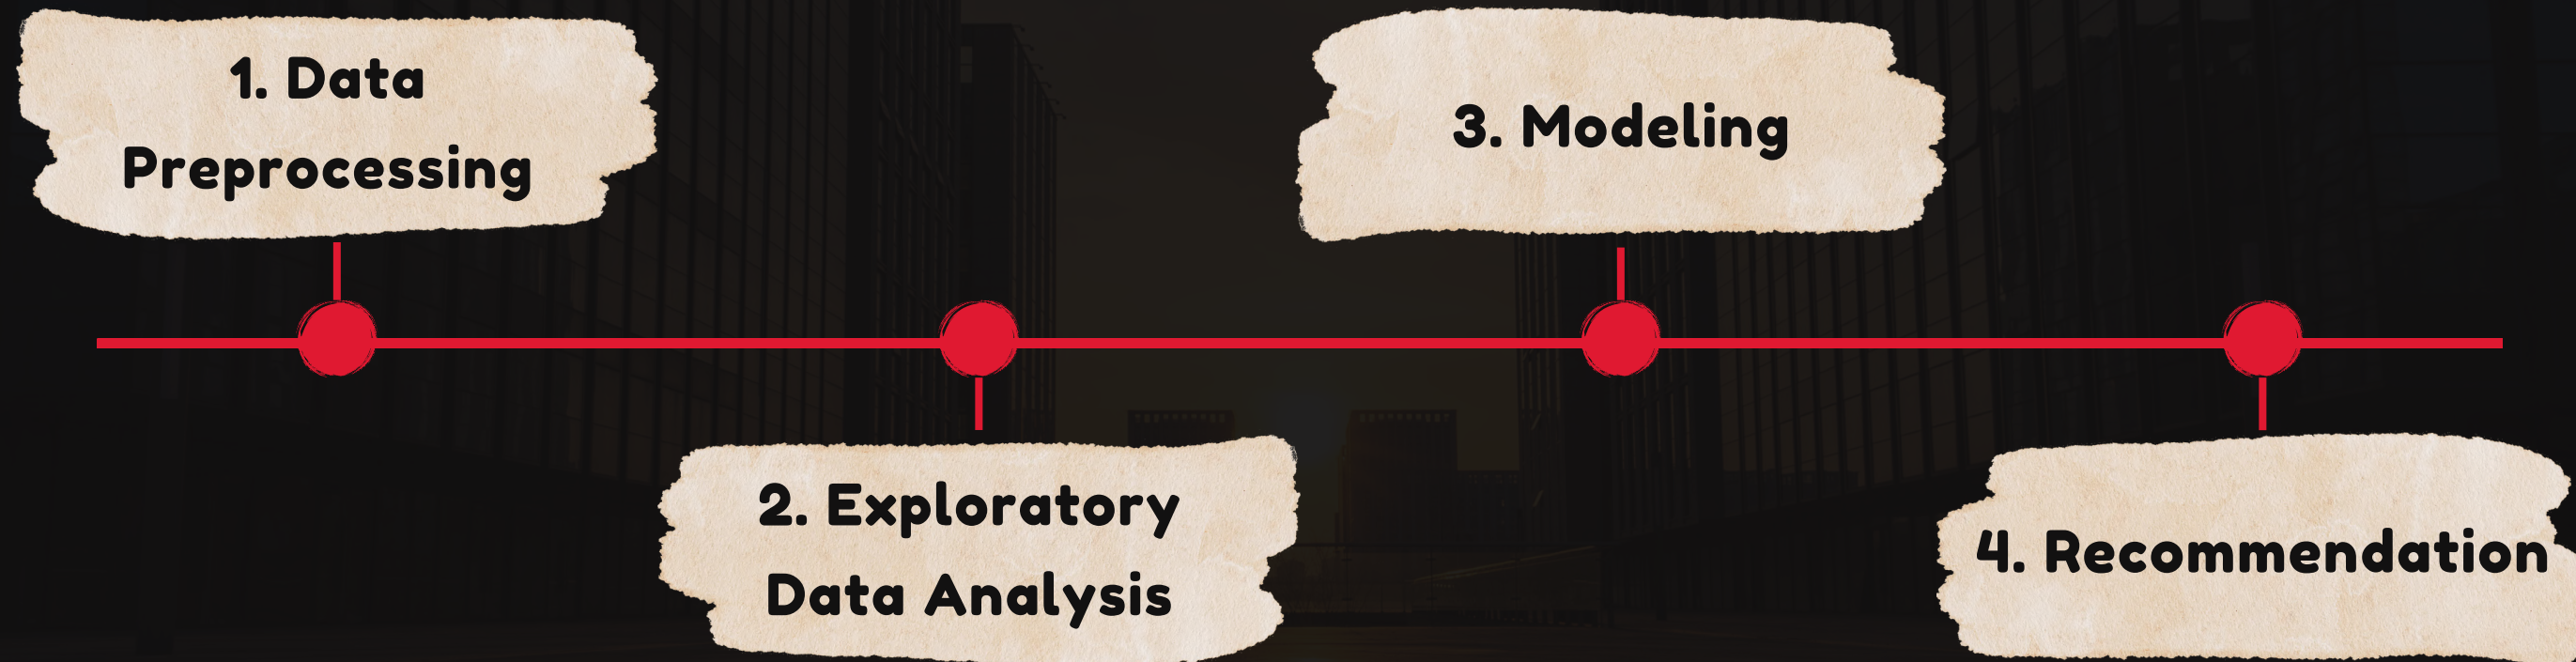 1. Data
Preprocessing
2. Exploratory
Data Analysis
3. Modeling
4. Recommendation